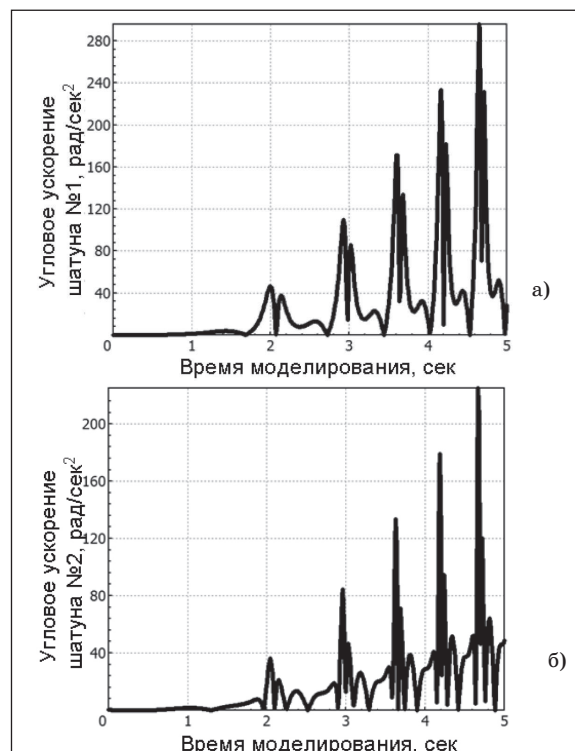 Угловое ускорение
шатуна №1, рад/сек²
280
240
200
160
120
80
40
0 1 2 3 4 5
Время моделирования, сек
а)
Угловое ускорение
шатуна №2, рад/сек²
200
160
120
80
40
0 1 2 3 4 5
Время моделирования, сек
б)